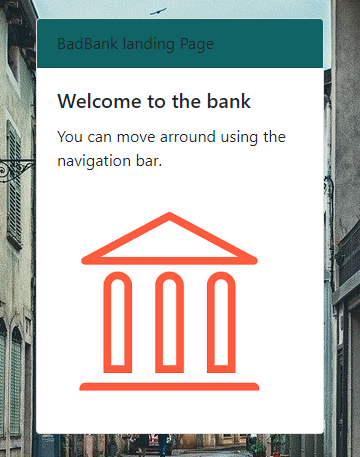 BadBank landing Page
Welcome to the bank
You can move arround using the
navigation bar.